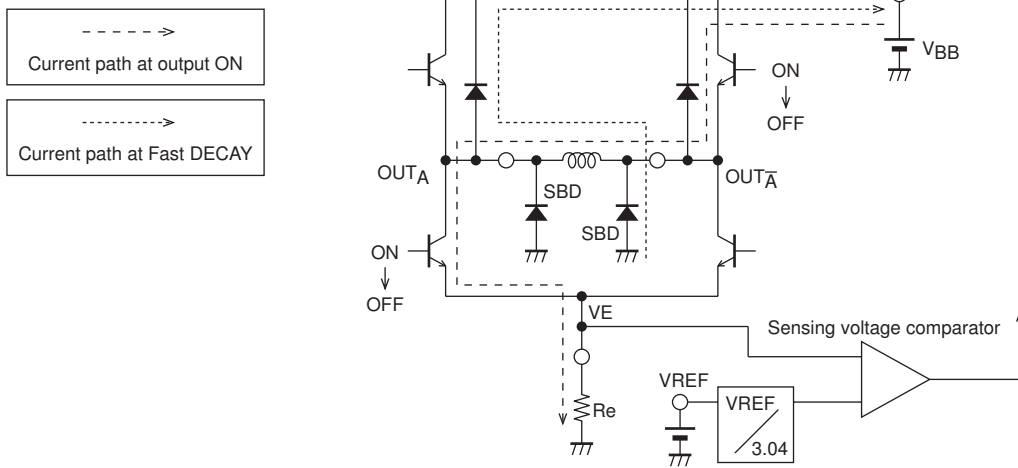 Current path at output ON
Current path at Fast DECAY
VBB
ON
OFF
OUTA
OUTA̅
SBD
SBD
ON
OFF
VE
Sensing voltage comparator
VREF
Re
VREF
3.04